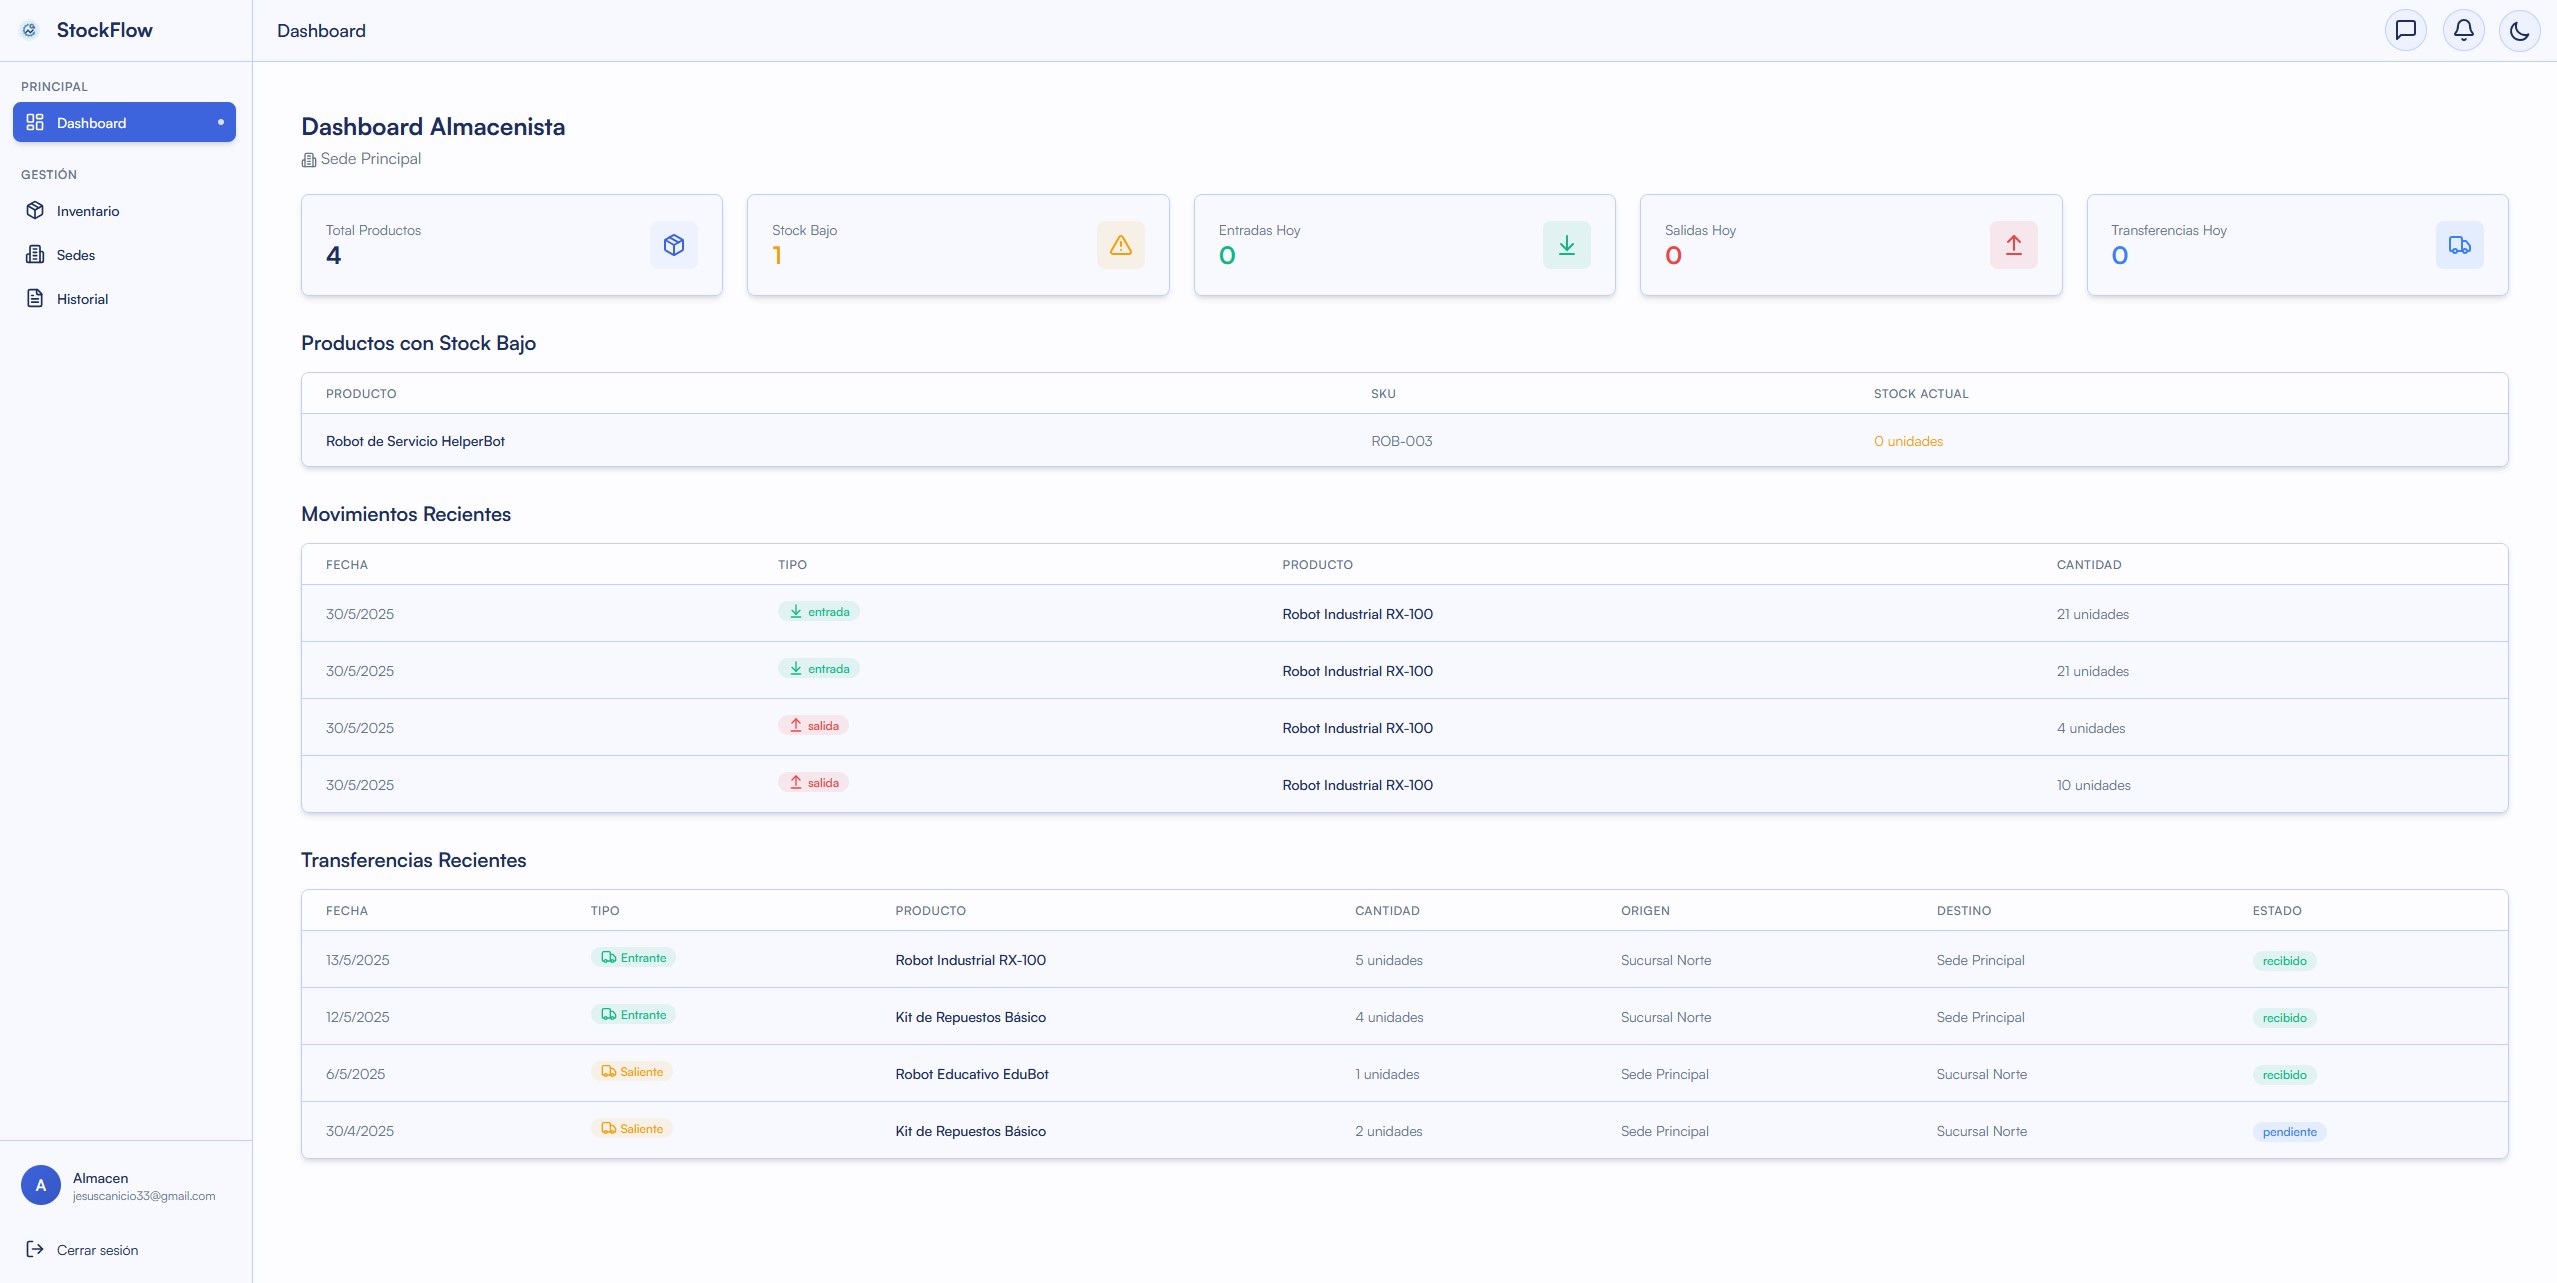 StockFlow
Dashboard
PRINCIPAL
Dashboard
GESTIÓN
Inventario
Sedes
Historial
Dashboard Almacenista
Sede Principal
Total Productos
4
Stock Bajo
1
Entradas Hoy
0
Salidas Hoy
0
Transferencias Hoy
0
Productos con Stock Bajo
PRODUCTO SKU STOCK ACTUAL
Robot de Servicio HelperBot ROB-003 0 unidades
Movimientos Recientes
FECHA TIPO PRODUCTO CANTIDAD
30/5/2025 entrada Robot Industrial RX-100 21 unidades
30/5/2025 entrada Robot Industrial RX-100 21 unidades
30/5/2025 salida Robot Industrial RX-100 4 unidades
30/5/2025 salida Robot Industrial RX-100 10 unidades
Transferencias Recientes
FECHA TIPO PRODUCTO CANTIDAD ORIGEN DESTINO ESTADO
13/5/2025 Entrante Robot Industrial RX-100 5 unidades Sucursal Norte Sede Principal recibido
12/5/2025 Entrante Kit de Repuestos Básico 4 unidades Sucursal Norte Sede Principal recibido
6/5/2025 Saliente Robot Educativo EduBot 1 unidades Sede Principal Sucursal Norte recibido
30/4/2025 Saliente Kit de Repuestos Básico 2 unidades Sede Principal Sucursal Norte pendiente
A
Almacen
jesuscanicio33@gmail.com
Cerrar sesión